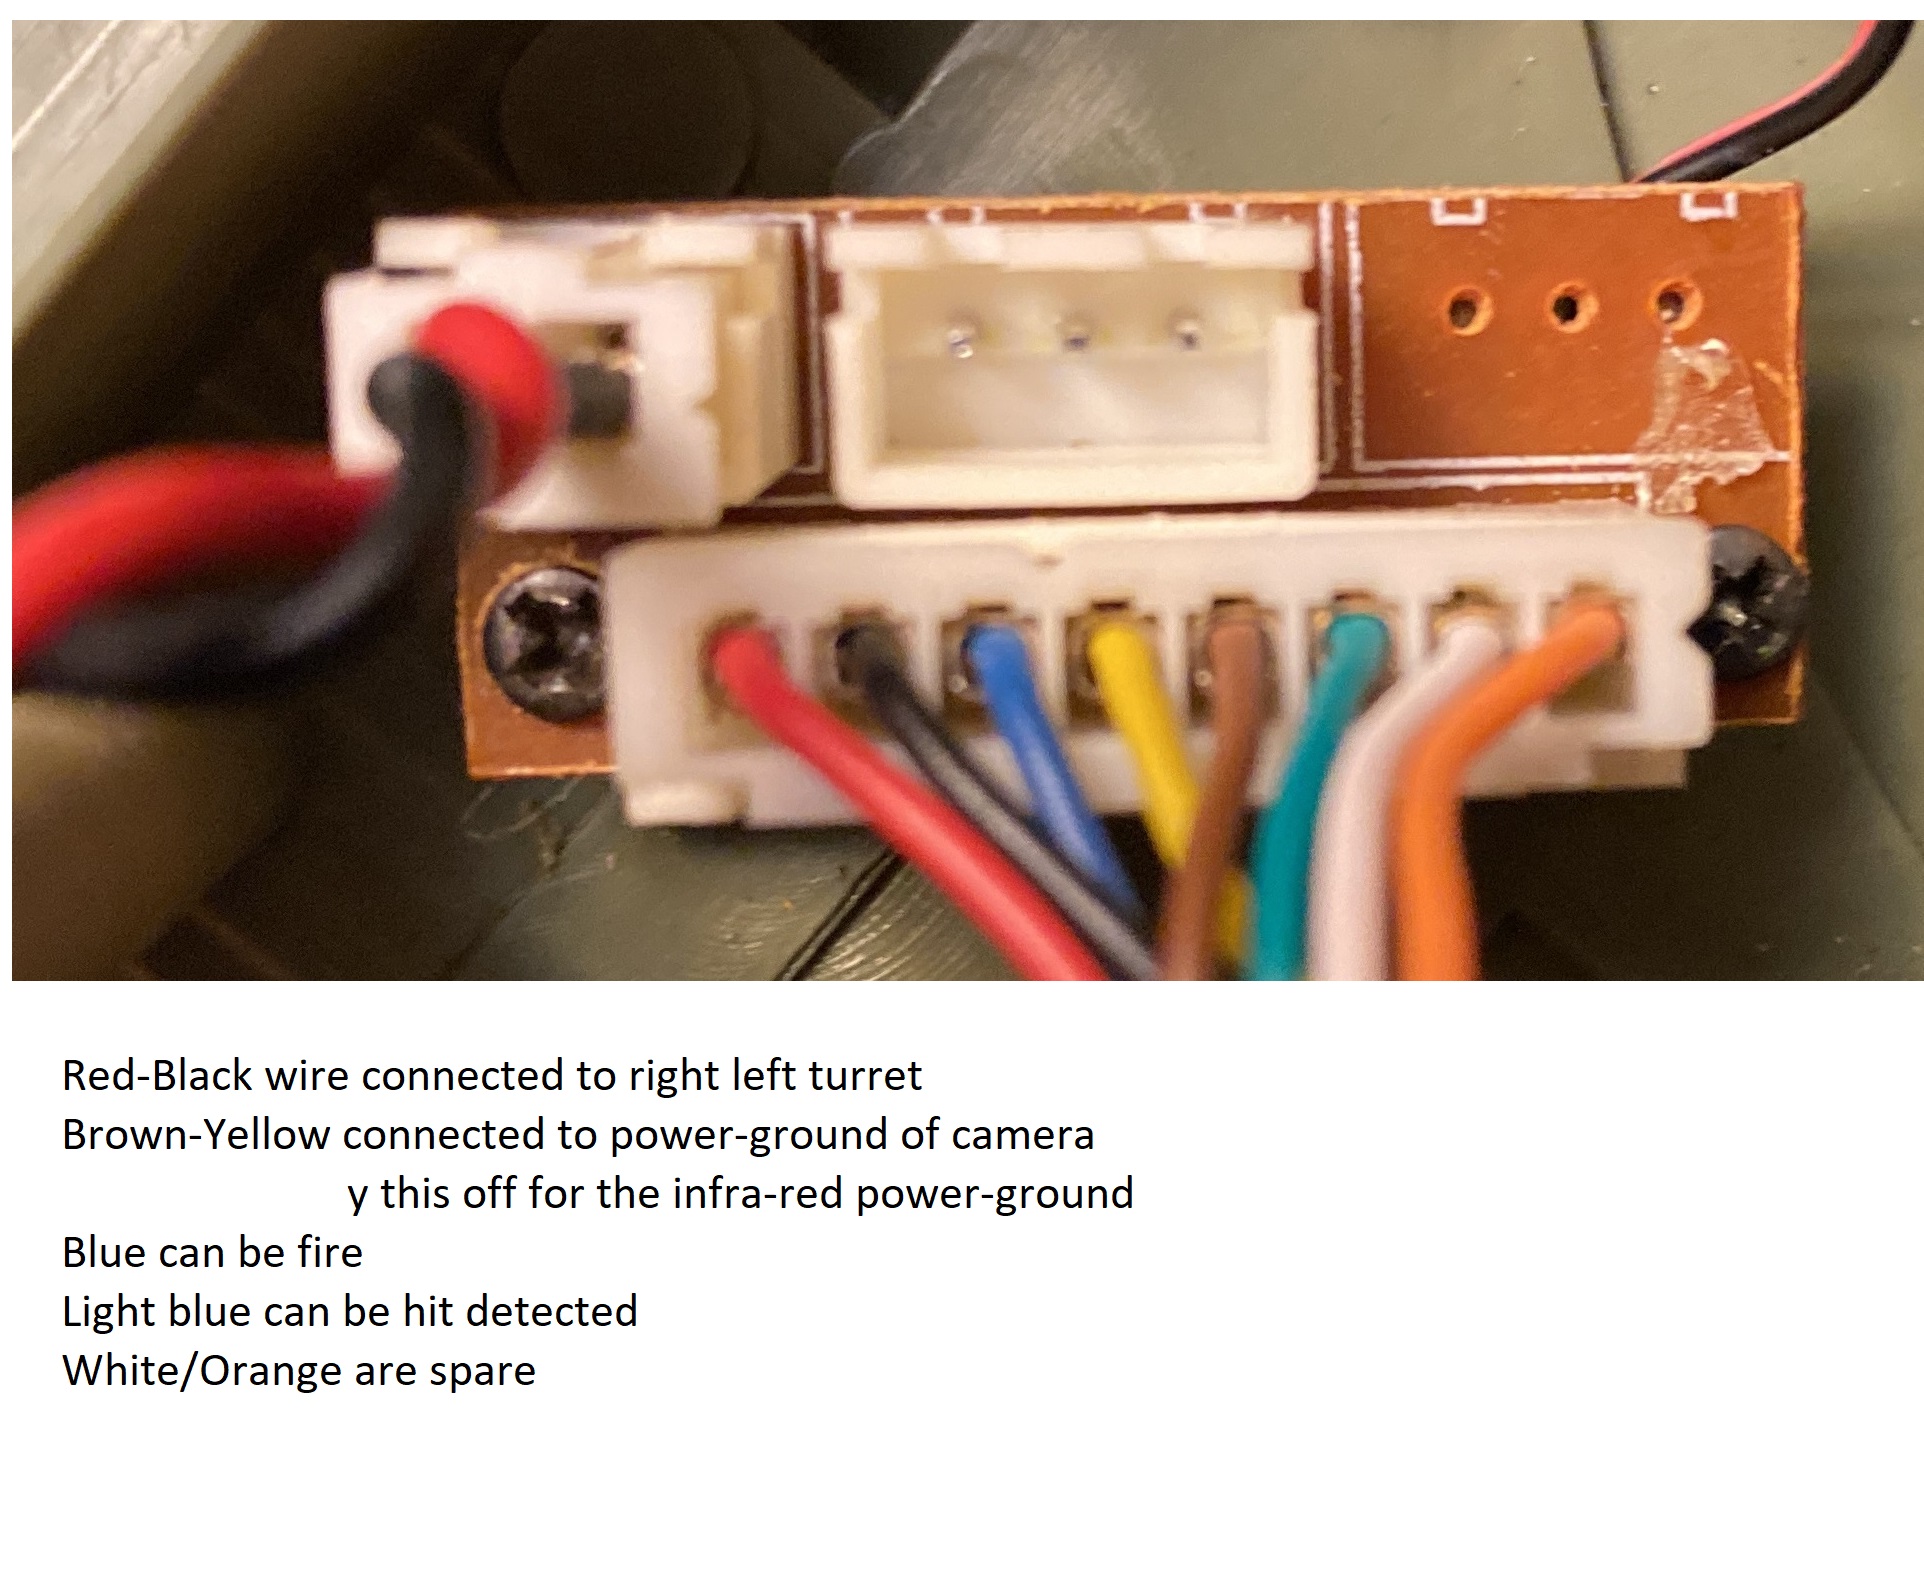 Red-Black wire connected to right left turret
Brown-Yellow connected to power-ground of camera
y this off for the infra-red power-ground
Blue can be fire
Light blue can be hit detected
White/Orange are spare